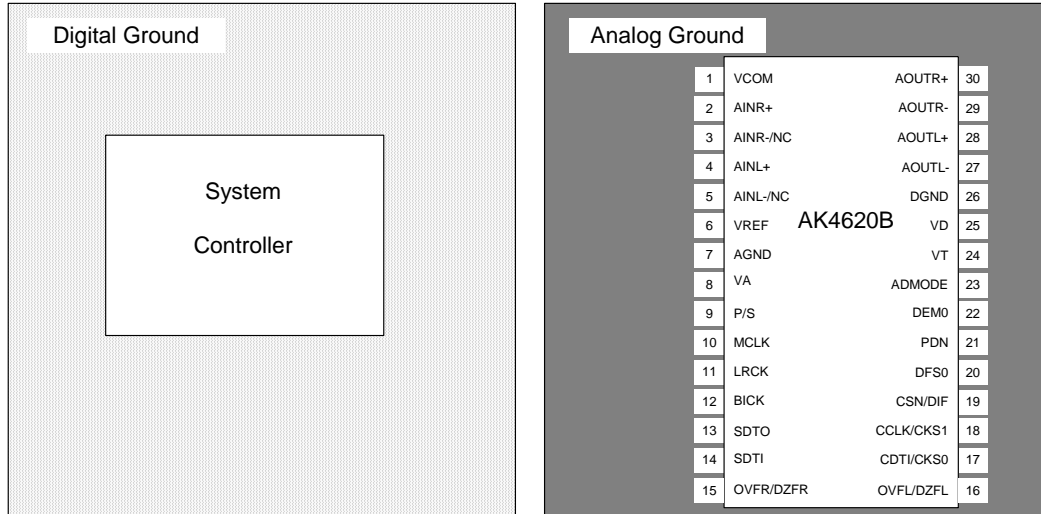 Digital Ground
System
Controller
Analog Ground
1 VCOM AOUTR+ 30
2 AINR+ AOUTR- 29
3 AINR-/NC AOUTL+ 28
4 AINL+ AOUTL- 27
5 AINL-/NC DGND 26
6 VREF AK4620B VD 25
7 AGND VT 24
8 VA ADMODE 23
9 P/S DEM0 22
10 MCLK PDN 21
11 LRCK DFS0 20
12 BICK CSN/DIF 19
13 SDTO CCLK/CKS1 18
14 SDTI CDTI/CKS0 17
15 OVFR/DZFR OVFL/DZFL 16